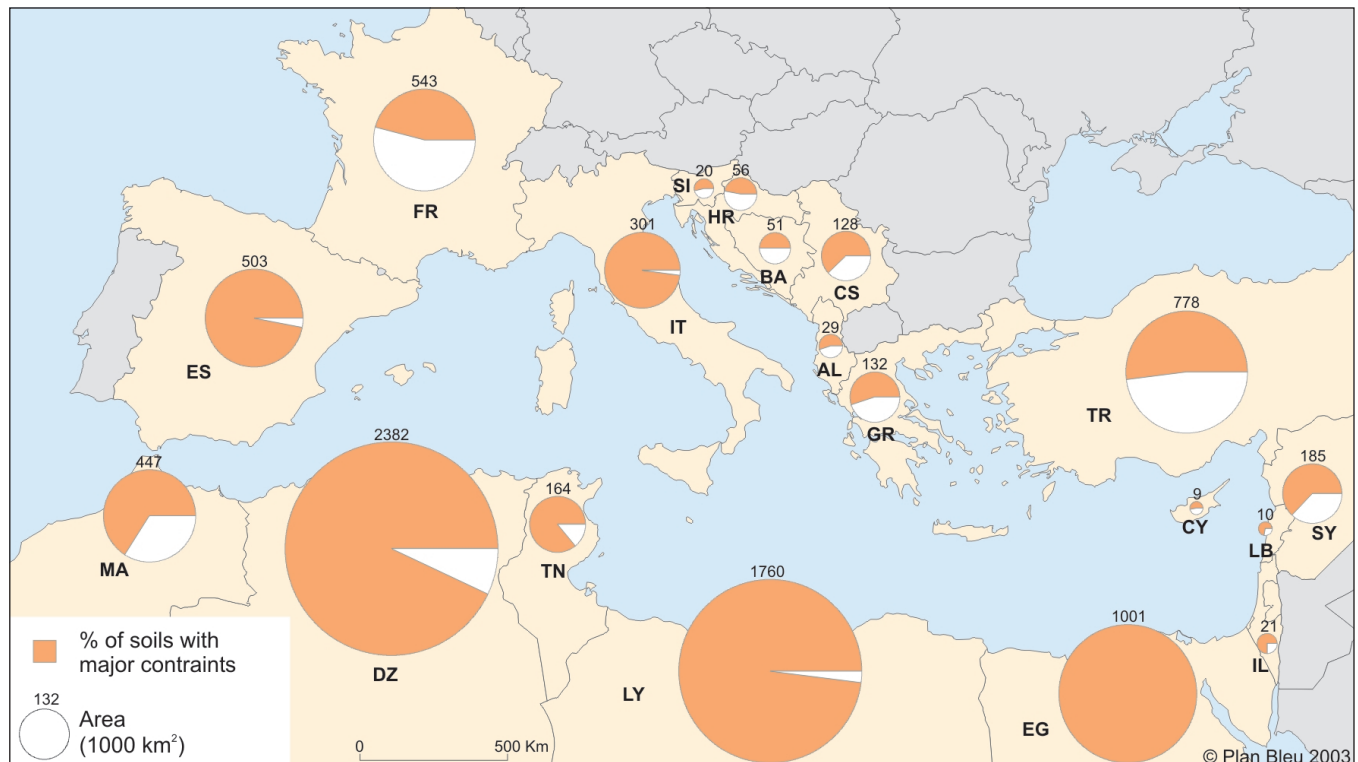 543
FR
20
SI
56
HR
301
IT
51
BA
128
CS
503
ES
778
TR
29
AL
132
GR
447
MA
2382
DZ
164
TN
9
CY
10
LB
185
SY
1760
LY
1001
EG
21
IL
% of soils with
major contraints
132
Area
(1000 km²)
0 500 Km
© Plan Bleu 2003